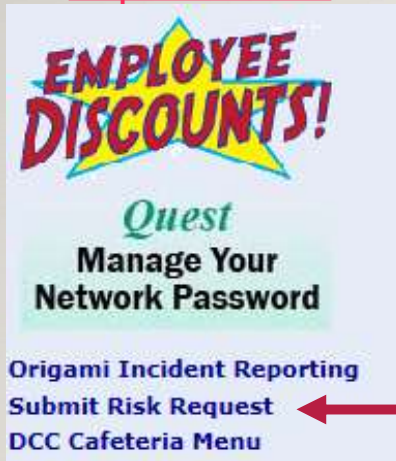 EMPLOYEE
DISCOUNTS!
Quest
Manage Your
Network Password
Origami Incident Reporting
Submit Risk Request
DCC Cafeteria Menu